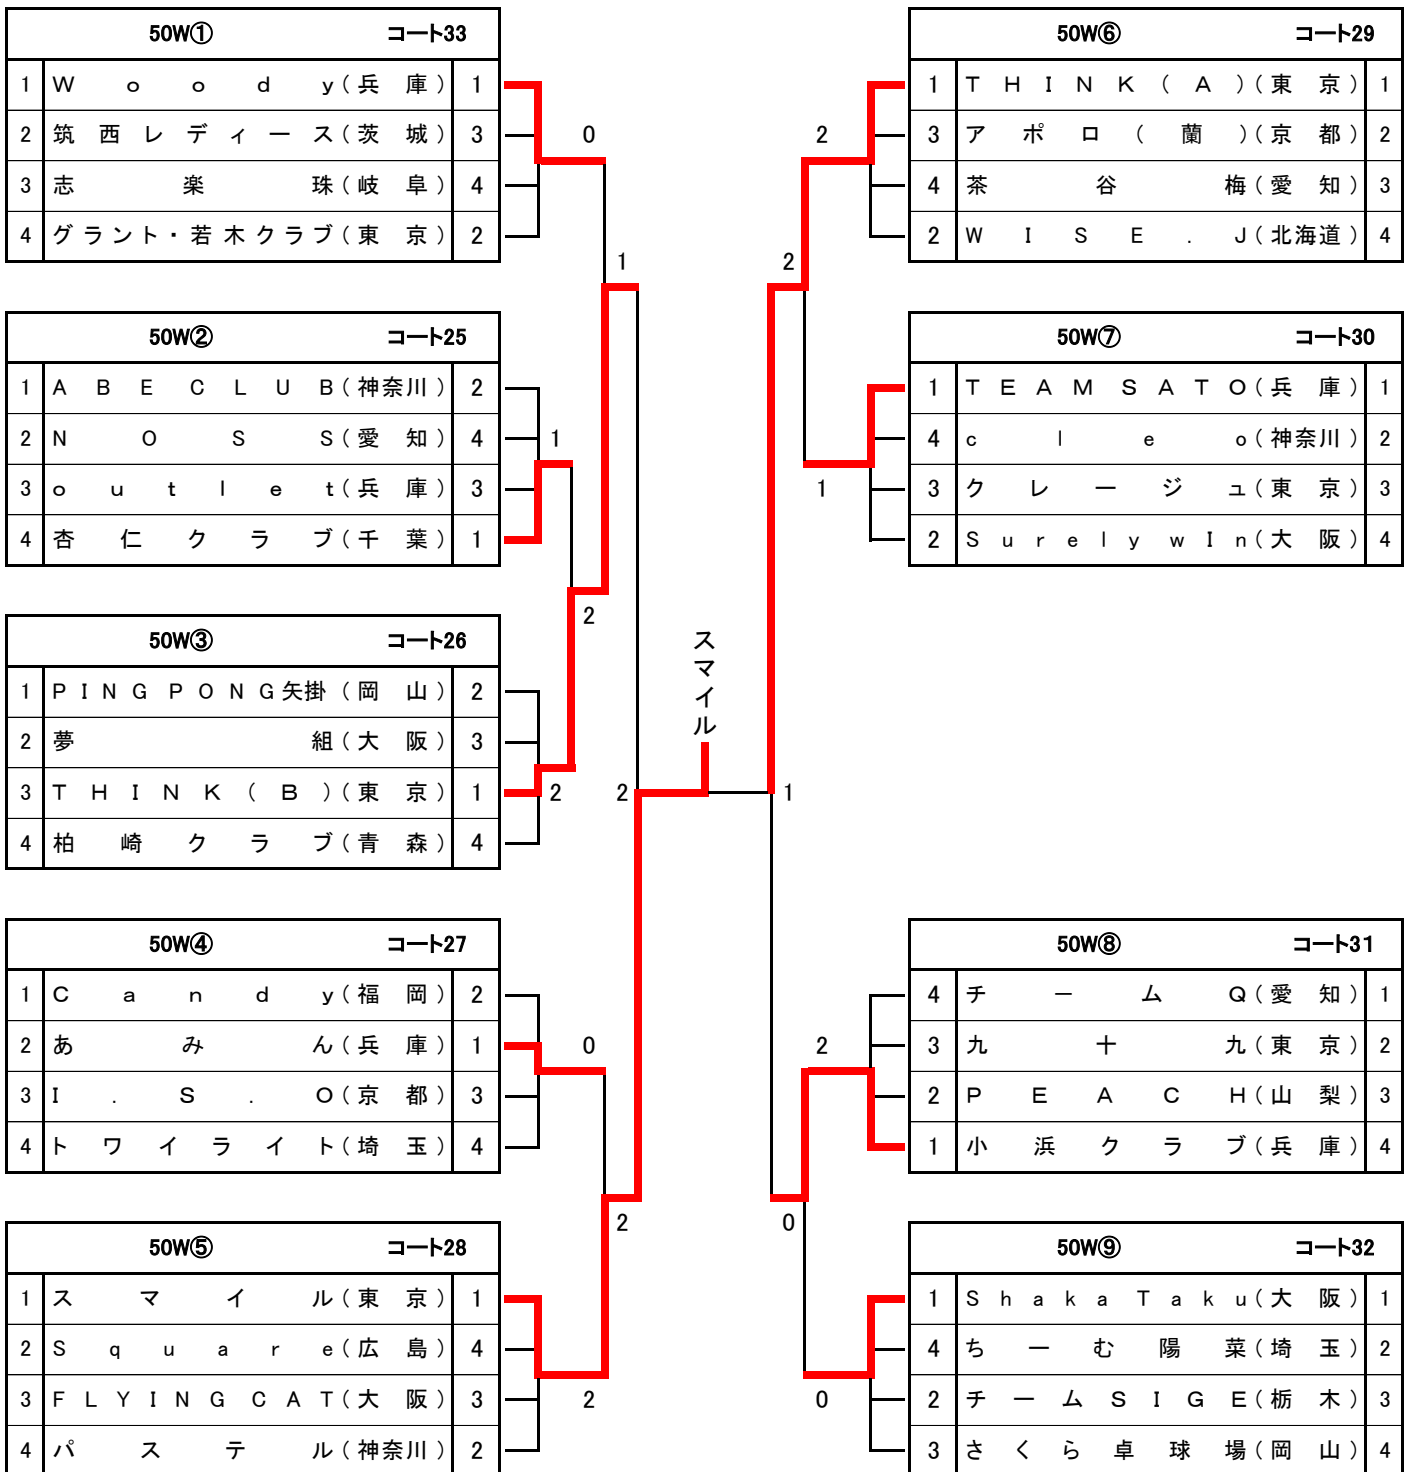 50W① コート33
1 Woody(兵庫) 1
2 筑西レディース(茨城) 3
3 志楽珠(岐阜) 4
4 グラント・若木クラブ(東京) 2
50W② コート25
1 ABECLUB(神奈川) 2
2 NOSS(愛知) 4
3 outlet(兵庫) 3
4 杏仁クラブ(千葉) 1
50W③ コート26
1 PINGPONG矢掛(岡山) 2
2 夢組(大阪) 3
3 THINK(B)(東京) 1
4 柏崎クラブ(青森) 4
50W④ コート27
1 Candy(福岡) 2
2 あみん(兵庫) 1
3 I.S.O(京都) 3
4 トワイライト(埼玉) 4
50W⑤ コート28
1 スマイル(東京) 1
2 Square(広島) 4
3 FLYINGCAT(大阪) 3
4 パステル(神奈川) 2
0
1
1
2
2
0
2
2
2
スマイル
1
2
2
1
2
0
0
50W⑥ コート29
1 THINK(A)(東京) 1
3 アポロ(蘭)(京都) 2
4 茶谷梅(愛知) 3
2 WISE.J(北海道) 4
50W⑦ コート30
1 TEAMSATO(兵庫) 1
4 cleo(神奈川) 2
3 クレージュ(東京) 3
2 SurelywIn(大阪) 4
50W⑧ コート31
4 チームQ(愛知) 1
3 九十九(東京) 2
2 PEACH(山梨) 3
1 小浜クラブ(兵庫) 4
50W⑨ コート32
1 ShakaTaku(大阪) 1
4 ちーむ陽菜(埼玉) 2
2 チームSIGE(栃木) 3
3 さくら卓球場(岡山) 4